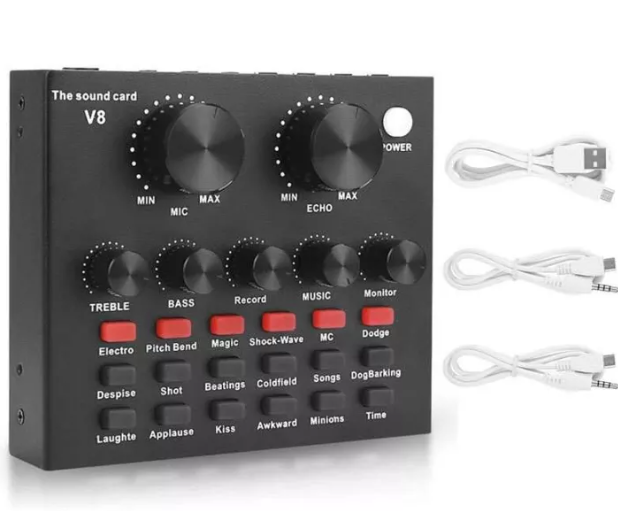 The sound card
V8
POWER
MIN MAX
MIC
MIN MAX
ECHO
TREBLE BASS Record MUSIC Monitor
Electro Pitch Bend Magic Shock-Wave MC Dodge
Despise Shot Beatings Coldfield Songs DogBarking
Laughte Applause Kiss Awkward Minions Time